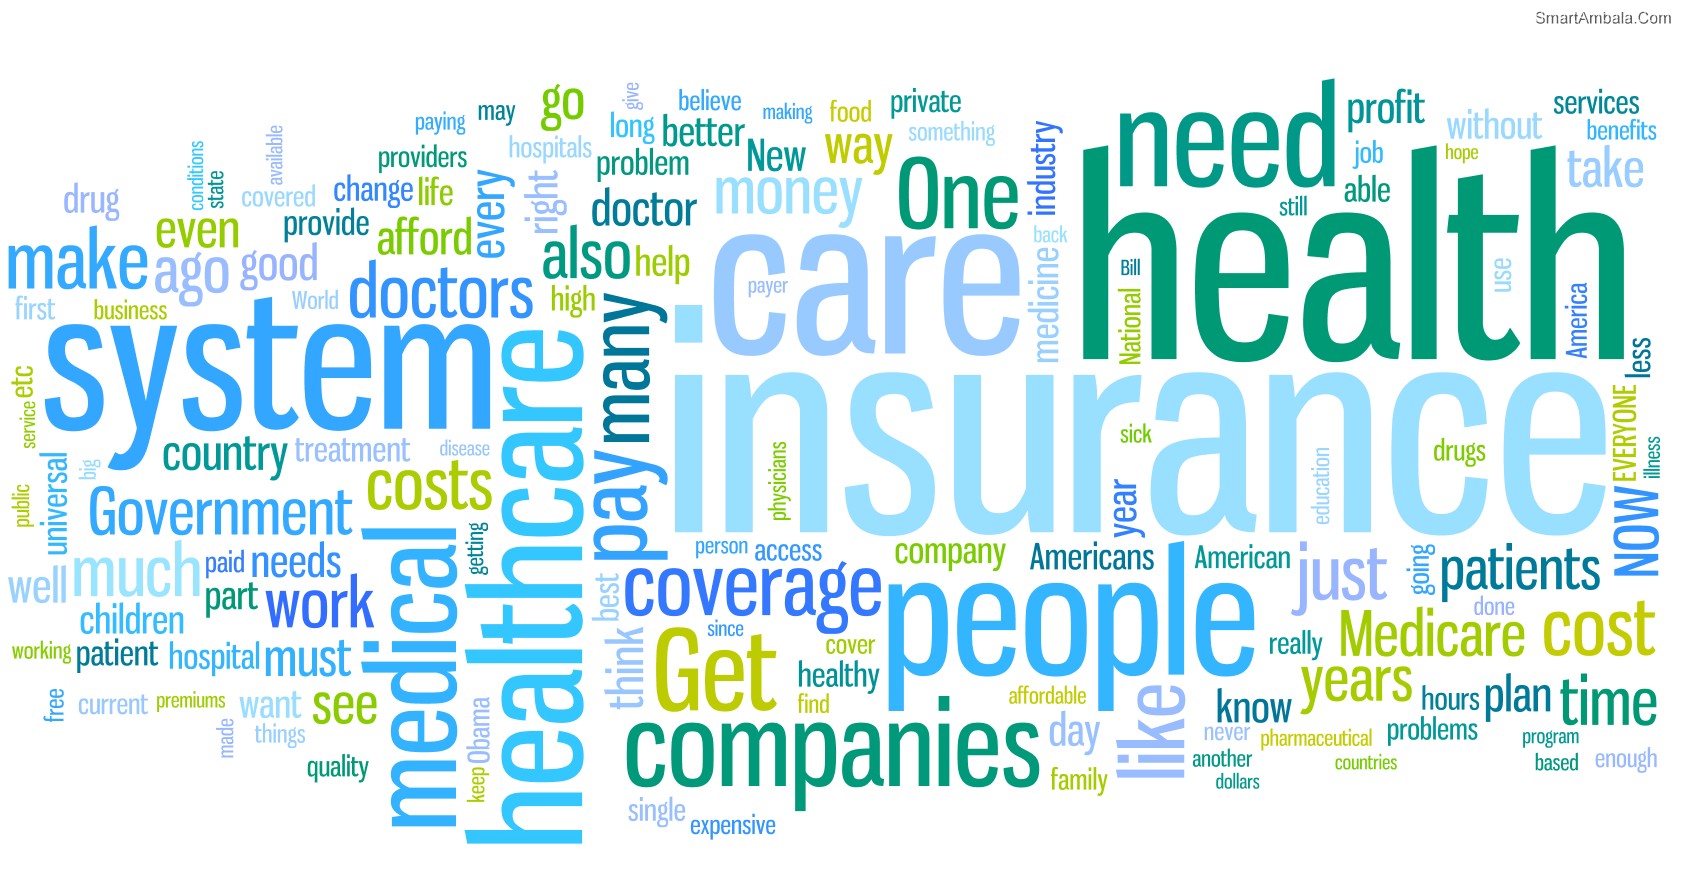 SmartAmbala.Com
give
believe
making
food
private
need
profit
without
services
benefits
go
may
paying
long
better
something
industry
job
hope
take
conditions
state
available
providers
hospitals
problem
New
way
One
still
able
health
drug
covered
change
life
every
right
doctor
money
care
back
provide
even
afford
also
help
payer
medicine
Bill
National
use
America
less
make
ago
good
doctors
high
many
first
business
World
system
healthcare
insurance
etc
service
country
treatment
disease
costs
pay
physicians
sick
education
drugs
EVERYONE
illness
public
universal
big
Government
medical
getting
year
NOW
person
access
company
Americans
American
just
going
patients
well
much
paid
needs
part
work
best
coverage
people
done
children
since
Get
cover
really
Medicare
cost
working
patient
hospital
must
think
healthy
years
free
current
premiums
want
see
find
affordable
like
know
hours
plan
time
made
things
Obama
keep
companies
day
never
pharmaceutical
problems
program
quality
family
another
dollars
countries
based
enough
single
expensive